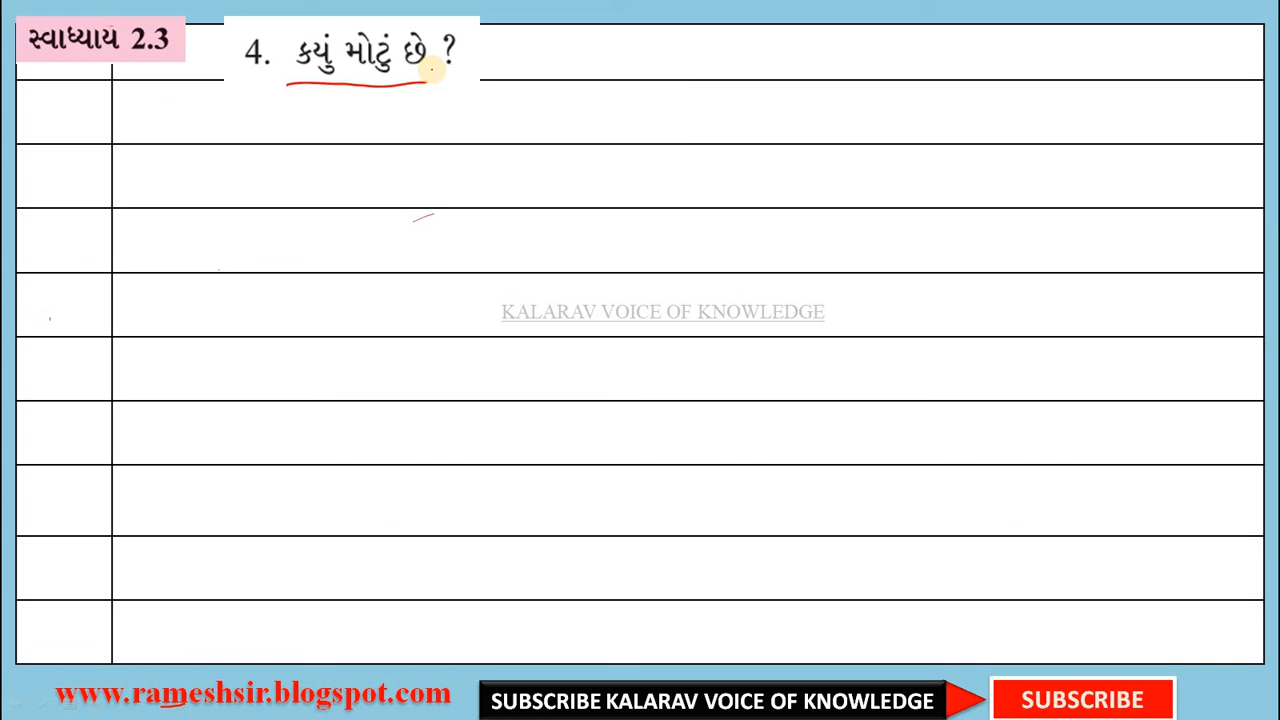 સ્વાધ્યાય 2.3
4. કયું મોટું છે ?
KALARAV VOICE OF KNOWLEDGE
www.rameshsir.blogspot.com
SUBSCRIBE KALARAV VOICE OF KNOWLEDGE
SUBSCRIBE